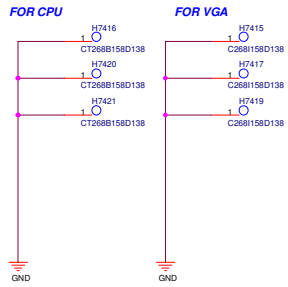 FOR CPU
H7416
1
CT268B158D138
H7420
1
CT268B158D138
H7421
1
CT268B158D138
GND
FOR VGA
H7415
1
C268I158D138
H7417
1
C268I158D138
H7419
1
C268I158D138
GND